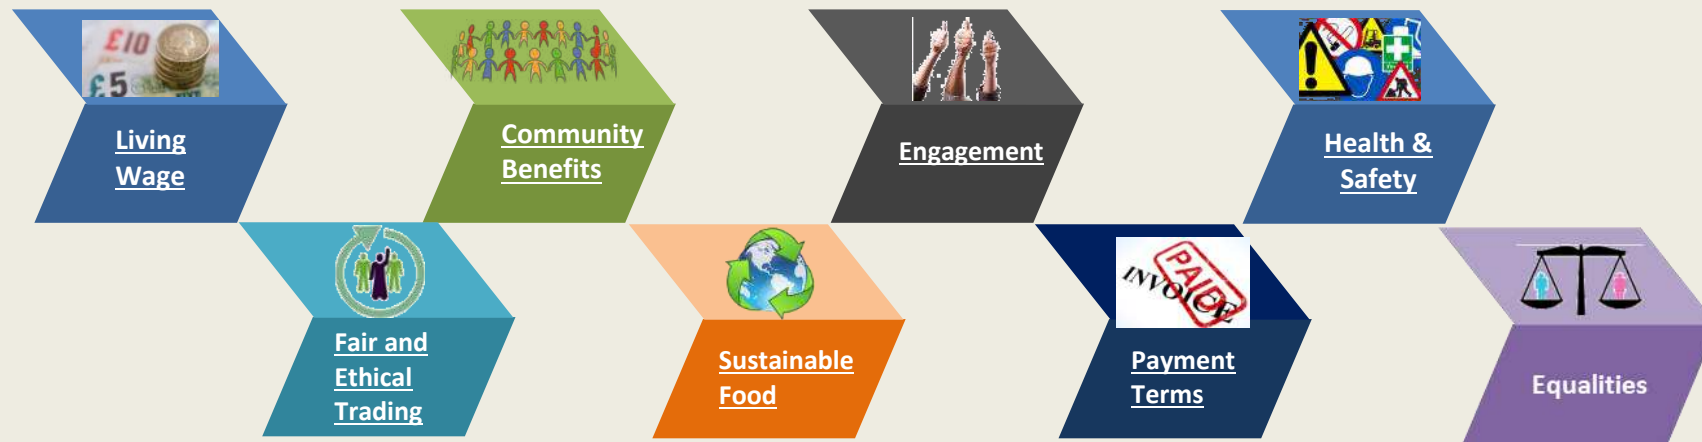 £10
£5
Living
Wage
Community
Benefits
Engagement
Health &
Safety
Fair and
Ethical
Trading
Sustainable
Food
PAID
INVOICE
Payment
Terms
Equalities